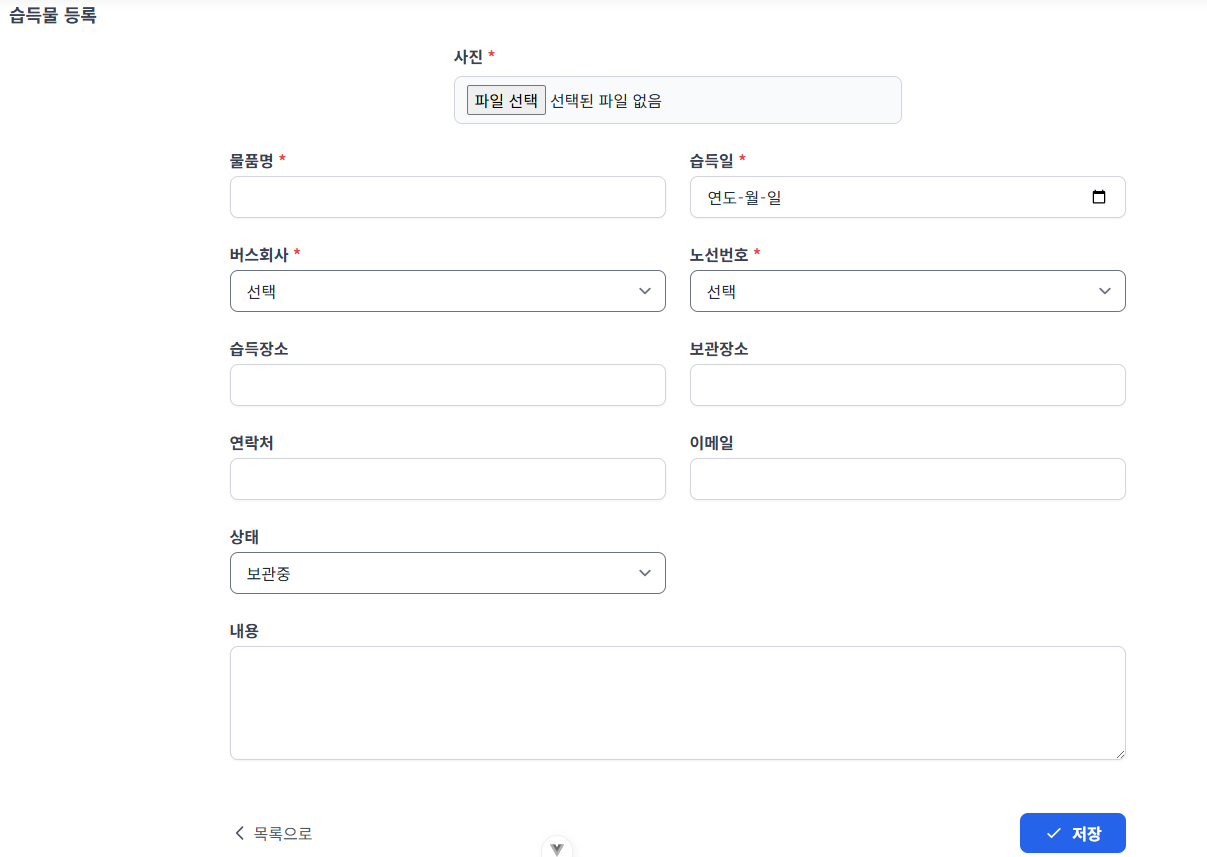 습득물 등록
사진 *
파일 선택 선택된 파일 없음
물품명 * 습득일 *
연도-월-일
버스회사 * 노선번호 *
선택 선택
습득장소 보관장소
연락처 이메일
상태
보관중
내용
목록으로 저장